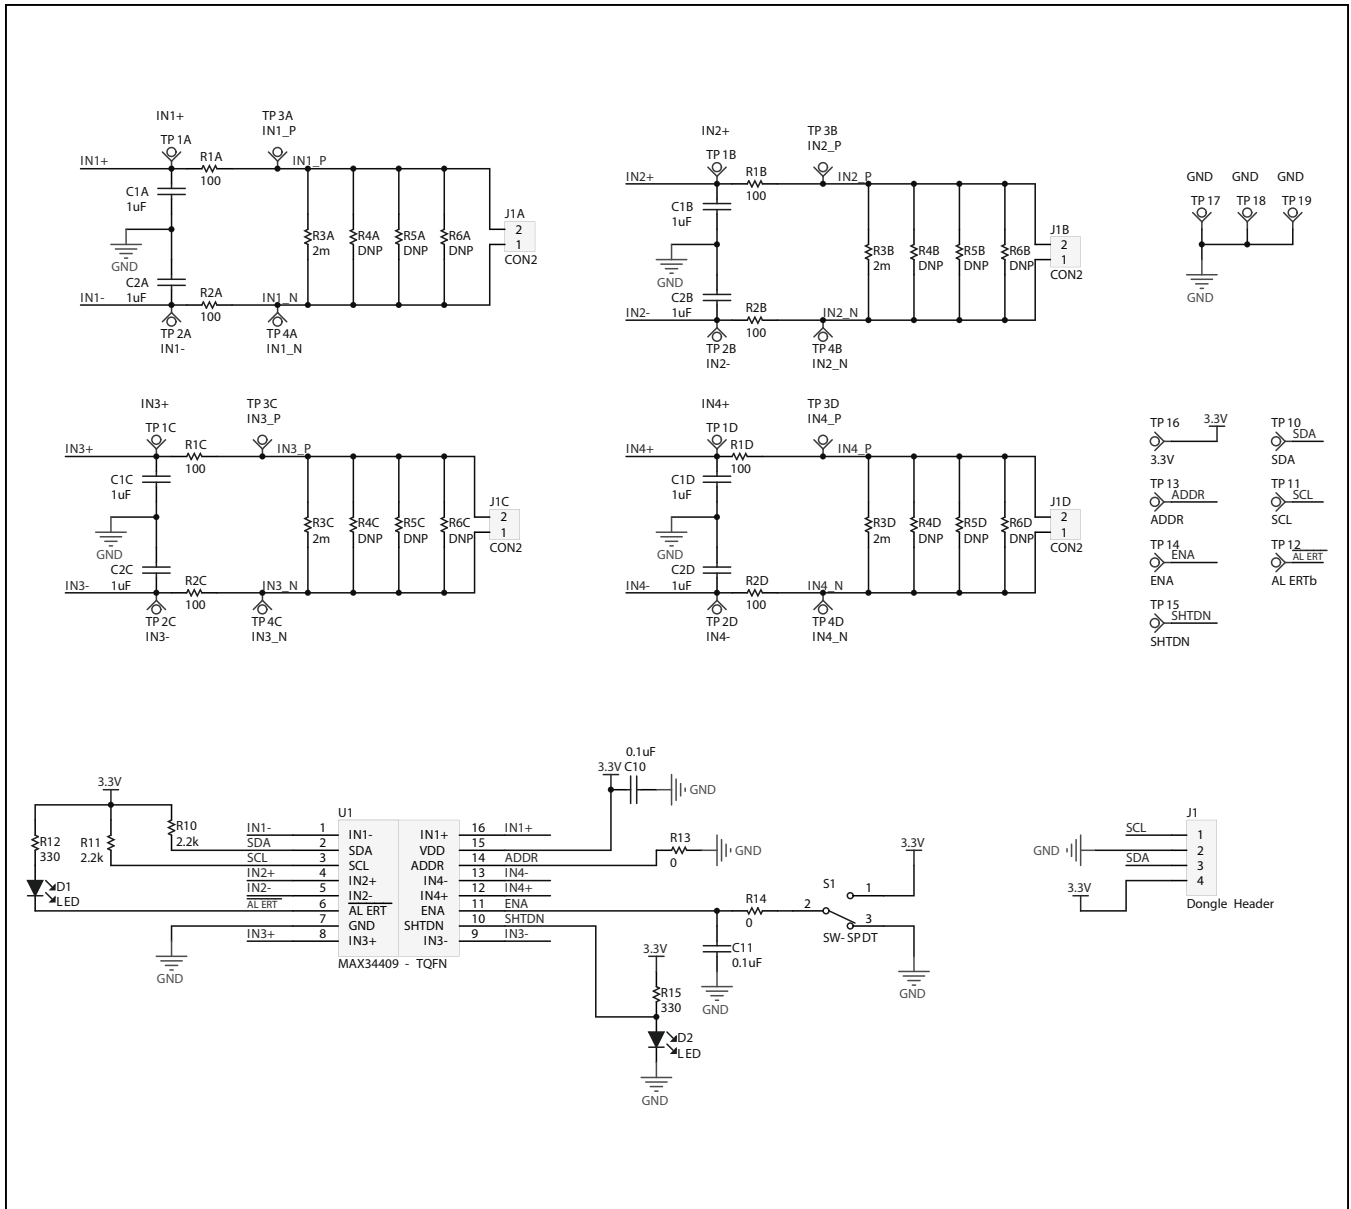 IN1+
TP 3A
IN1_P
TP 1A
IN1+
R1A
100
IN1_P
C1A
1uF
GND
R3A
2m
R4A
DNP
R5A
DNP
R6A
DNP
J1A
2
1
CON2
C2A
1uF
IN1-
R2A
100
IN1_N
TP 2A
IN1-
TP 4A
IN1_N
IN2+
TP 3B
IN2_P
TP 1B
IN2+
R1B
100
IN2_P
C1B
1uF
GND
R3B
2m
R4B
DNP
R5B
DNP
R6B
DNP
J1B
2
1
CON2
C2B
1uF
IN2-
R2B
100
IN2_N
TP 2B
IN2-
TP 4B
IN2_N
GND GND GND
TP 17 TP 18 TP 19
GND
IN3+
TP 3C
IN3_P
TP 1C
IN3+
R1C
100
IN3_P
C1C
1uF
GND
R3C
2m
R4C
DNP
R5C
DNP
R6C
DNP
J1C
2
1
CON2
C2C
1uF
IN3-
R2C
100
IN3_N
TP 2C
IN3-
TP 4C
IN3_N
IN4+
TP 3D
IN4_P
TP 1D
IN4+
R1D
100
IN4_P
C1D
1uF
GND
R3D
2m
R4D
DNP
R5D
DNP
R6D
DNP
J1D
2
1
CON2
C2D
1uF
IN4-
R2D
100
IN4_N
TP 2D
IN4-
TP 4D
IN4_N
TP 16
3.3V
3.3V
TP 10
SDA
SDA
TP 13
ADDR
ADDR
TP 11
SCL
SCL
TP 14
ENA
ENA
TP 12
AL ERT
AL ERTb
TP 15
SHTDN
SHTDN
3.3V
R12
330
R11
2.2k
R10
2.2k
D1
LED
GND
IN1- 1
SDA 2
SCL 3
IN2+ 4
IN2- 5
AL ERT 6
7
IN3+ 8
U1
IN1- IN1+
SDA VDD
SCL ADDR
IN2+ IN4-
IN2- IN4+
AL ERT ENA
GND SHTDN
IN3+ IN3-
MAX34409 - TQFN
16 IN1+
15
14 ADDR
13 IN4-
12 IN4+
11 ENA
10 SHTDN
9 IN3-
0.1uF
3.3V C10
GND
R13
0
GND
R14
0
C11
0.1uF
GND
3.3V
R15
330
D2
LED
GND
S1
1
2
3
SW- SPDT
3.3V
GND
J1
SCL 1
GND 2
SDA 3
3.3V 4
Dongle Header